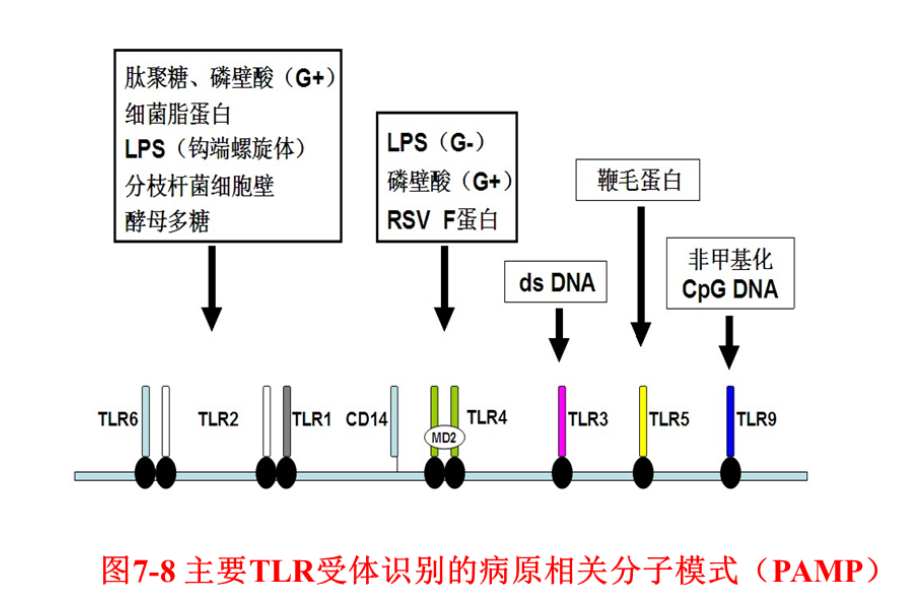 肽聚糖、磷壁酸（G+）
细菌脂蛋白
LPS（钩端螺旋体）
分枝杆菌细胞壁
酵母多糖
LPS（G-）
磷壁酸（G+）
RSV F蛋白
鞭毛蛋白
ds DNA
非甲基化
CpG DNA
TLR6
TLR2
TLR1
CD14
MD2
TLR4
TLR3
TLR5
TLR9
图7-8 主要TLR受体识别的病原相关分子模式（PAMP）